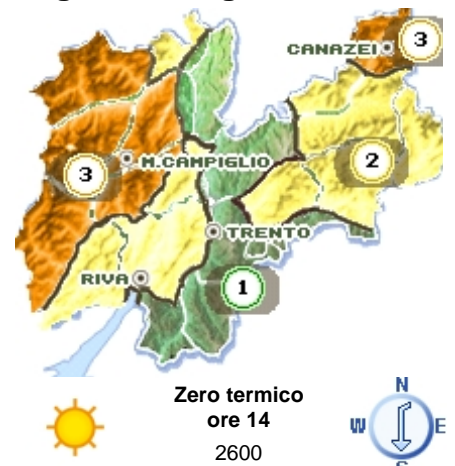 CANAZEI 3
M.CAMPIGLIO
3
2
TRENTO
RIVA
1
Zero termico
ore 14
2600
N
W E
S